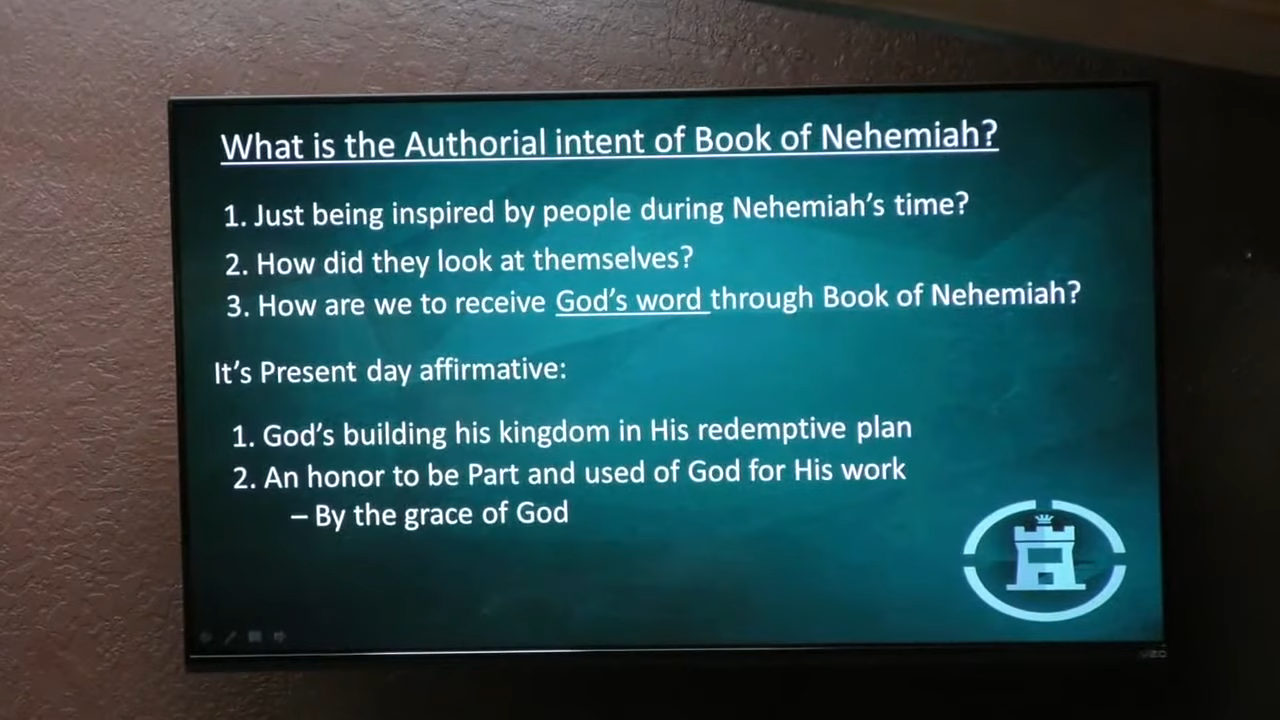 What is the Authorial intent of Book of Nehemiah?
1. Just being inspired by people during Nehemiah's time?
2. How did they look at themselves?
3. How are we to receive God's word through Book of Nehemiah?
It's Present day affirmative:
1. God's building his kingdom in His redemptive plan
2. An honor to be Part and used of God for His work
– By the grace of God